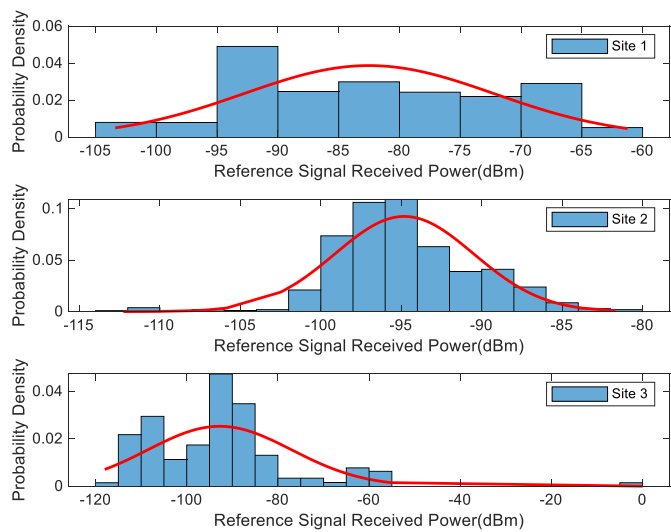 0.06
0.04
0.02
0
Probability Density
Site 1
-105 -100 -95 -90 -85 -80 -75 -70 -65 -60
Reference Signal Received Power(dBm)
0.1
0.05
0
Probability Density
Site 2
-115 -110 -105 -100 -95 -90 -85 -80
Reference Signal Received Power(dBm)
0.04
0.02
0
Probability Density
Site 3
-120 -100 -80 -60 -40 -20 0
Reference Signal Received Power(dBm)